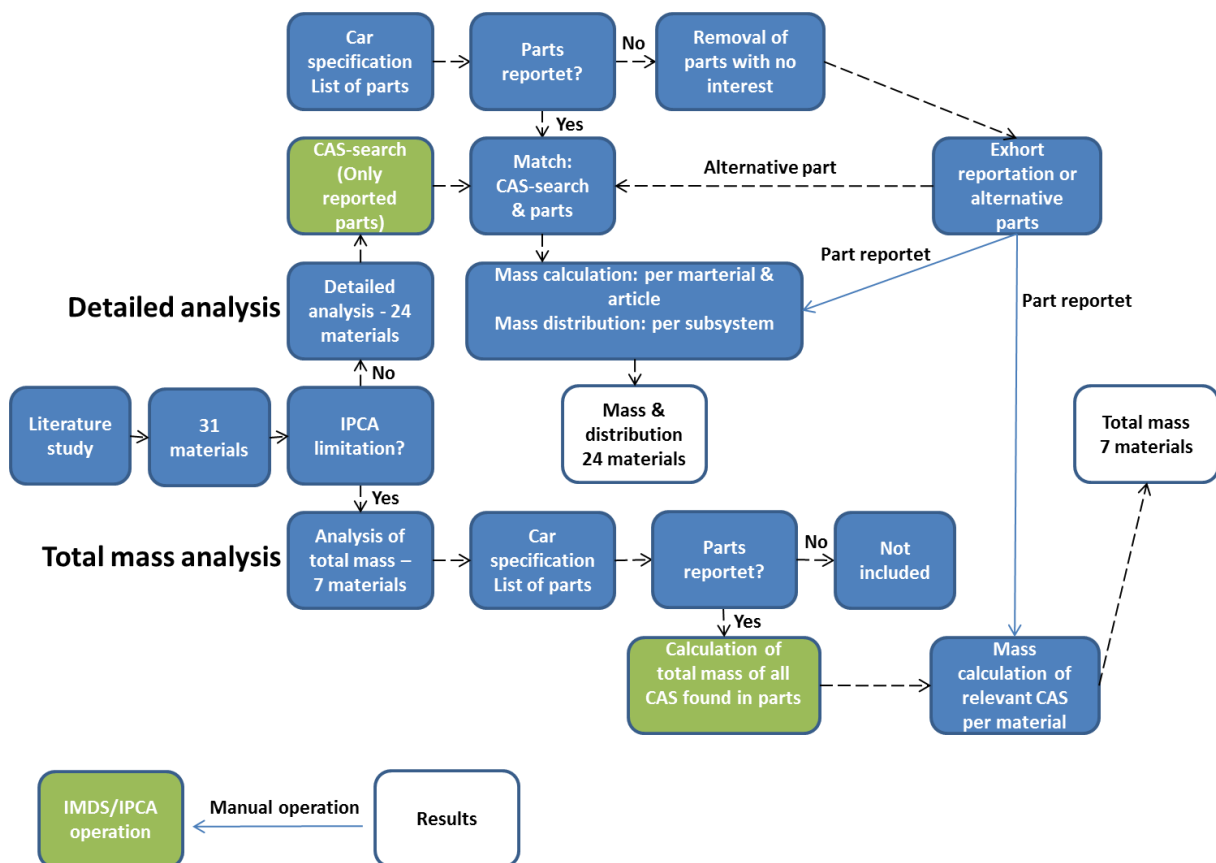 Car
specification
List of parts
Parts
reportet?
No
Removal of
parts with no
interest
Yes
CAS-search
(Only
reported
parts)
Match:
CAS-search
& parts
Alternative part
Exhort
reportation or
alternative
parts
Part reportet
Part reportet
Detailed analysis
Detailed
analysis - 24
materials
Mass calculation: per marterial &
article
Mass distribution: per subsystem
No
Literature
study
31
materials
IPCA
limitation?
Mass &
distribution
24 materials
Total mass
7 materials
Yes
Total mass analysis
Analysis of
total mass –
7 materials
Car
specification
List of parts
Parts
reportet?
No
Not
included
Yes
Calculation of
total mass of all
CAS found in parts
Mass
calculation of
relevant CAS
per material
IMDS/IPCA
operation
Manual operation
Results